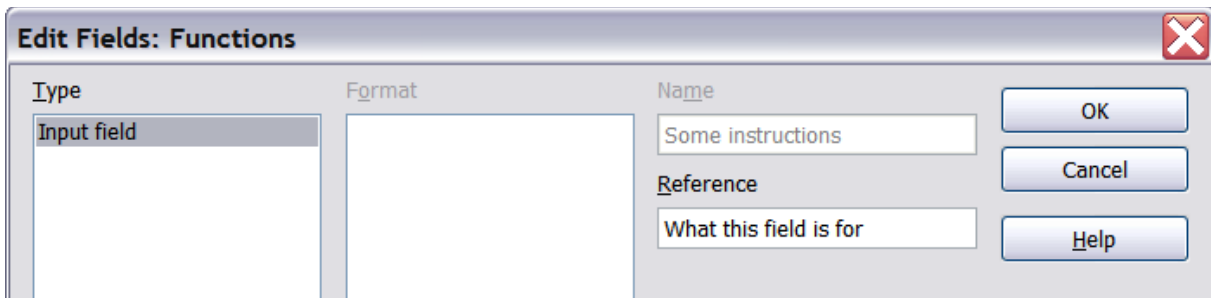 Edit Fields: Functions
Type
Input field
Format
Name
Some instructions
Reference
What this field is for
OK
Cancel
Help